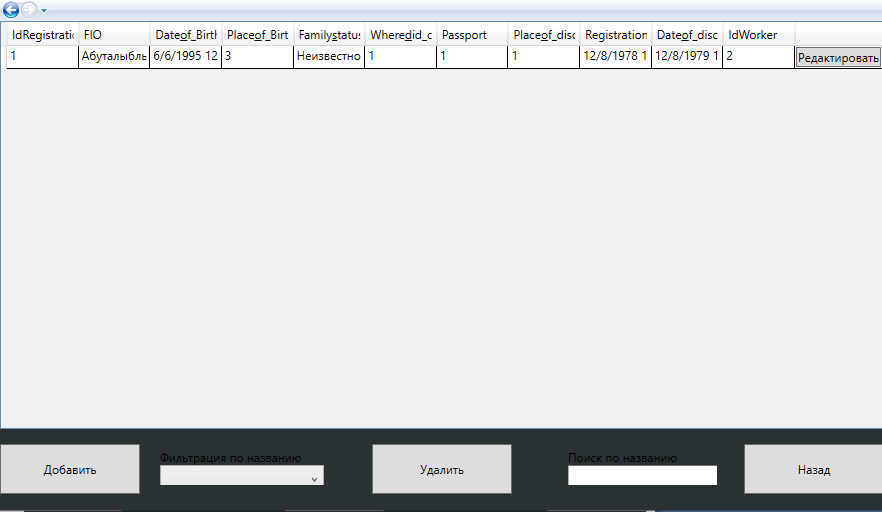 IdRegistratic FIO Dateof_Birth Placeof_Birt Familystatus Wheredid_c Passport Placeof_disc Registration Dateof_disc IdWorker
1 Абуталыбль 6/6/1995 12 3 Неизвестно 1 1 1 12/8/1978 1 12/8/1979 1 2 Редактировать
Добавить
Фильтрация по названию
Удалить
Поиск по названию
Назад